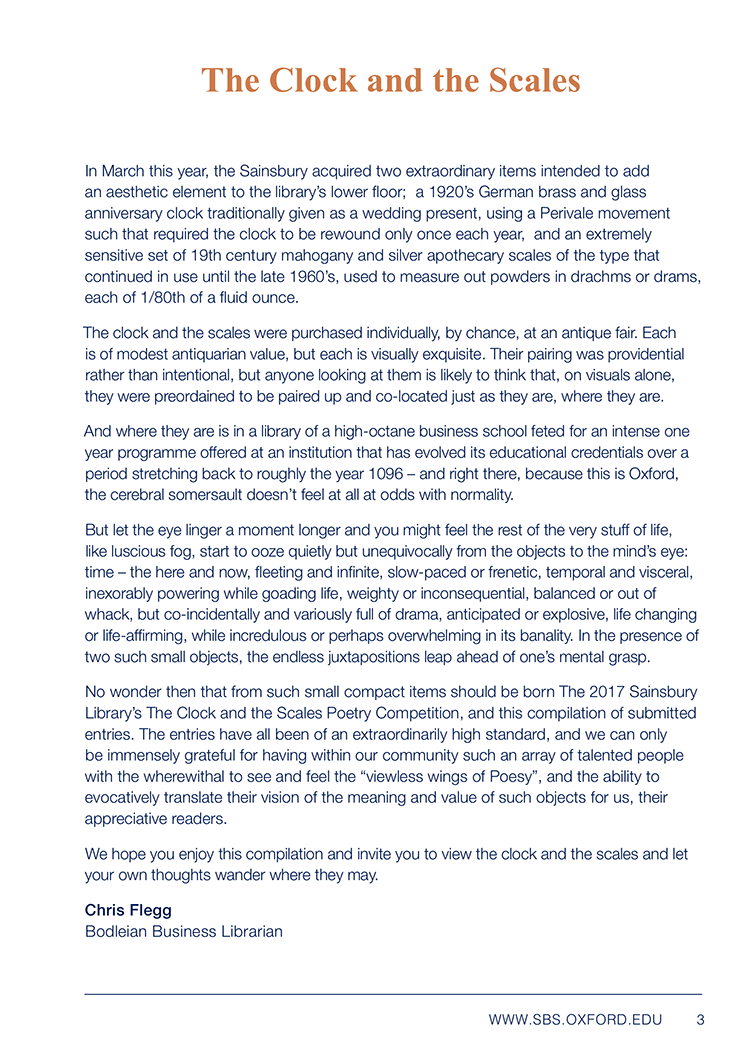 The Clock and the Scales
In March this year, the Sainsbury acquired two extraordinary items intended to add
an aesthetic element to the library’s lower floor;  a 1920’s German brass and glass
anniversary clock traditionally given as a wedding present, using a Perivale movement
such that required the clock to be rewound only once each year,  and an extremely
sensitive set of 19th century mahogany and silver apothecary scales of the type that
continued in use until the late 1960’s, used to measure out powders in drachms or drams,
each of 1/80th of a fluid ounce.
The clock and the scales were purchased individually, by chance, at an antique fair. Each
is of modest antiquarian value, but each is visually exquisite. Their pairing was providential
rather than intentional, but anyone looking at them is likely to think that, on visuals alone,
they were preordained to be paired up and co-located just as they are, where they are.
And where they are is in a library of a high-octane business school feted for an intense one
year programme offered at an institution that has evolved its educational credentials over a
period stretching back to roughly the year 1096 – and right there, because this is Oxford,
the cerebral somersault doesn’t feel at all at odds with normality.
But let the eye linger a moment longer and you might feel the rest of the very stuff of life,
like luscious fog, start to ooze quietly but unequivocally from the objects to the mind’s eye:
time – the here and now, fleeting and infinite, slow-paced or frenetic, temporal and visceral,
inexorably powering while goading life, weighty or inconsequential, balanced or out of
whack, but co-incidentally and variously full of drama, anticipated or explosive, life changing
or life-affirming, while incredulous or perhaps overwhelming in its banality. In the presence of
two such small objects, the endless juxtapositions leap ahead of one’s mental grasp.
No wonder then that from such small compact items should be born The 2017 Sainsbury
Library’s The Clock and the Scales Poetry Competition, and this compilation of submitted
entries. The entries have all been of an extraordinarily high standard, and we can only
be immensely grateful for having within our community such an array of talented people
with the wherewithal to see and feel the “viewless wings of Poesy”, and the ability to
evocatively translate their vision of the meaning and value of such objects for us, their
appreciative readers.
We hope you enjoy this compilation and invite you to view the clock and the scales and let
your own thoughts wander where they may.
Chris Flegg
Bodleian Business Librarian
WWW.SBS.OXFORD.EDU 3